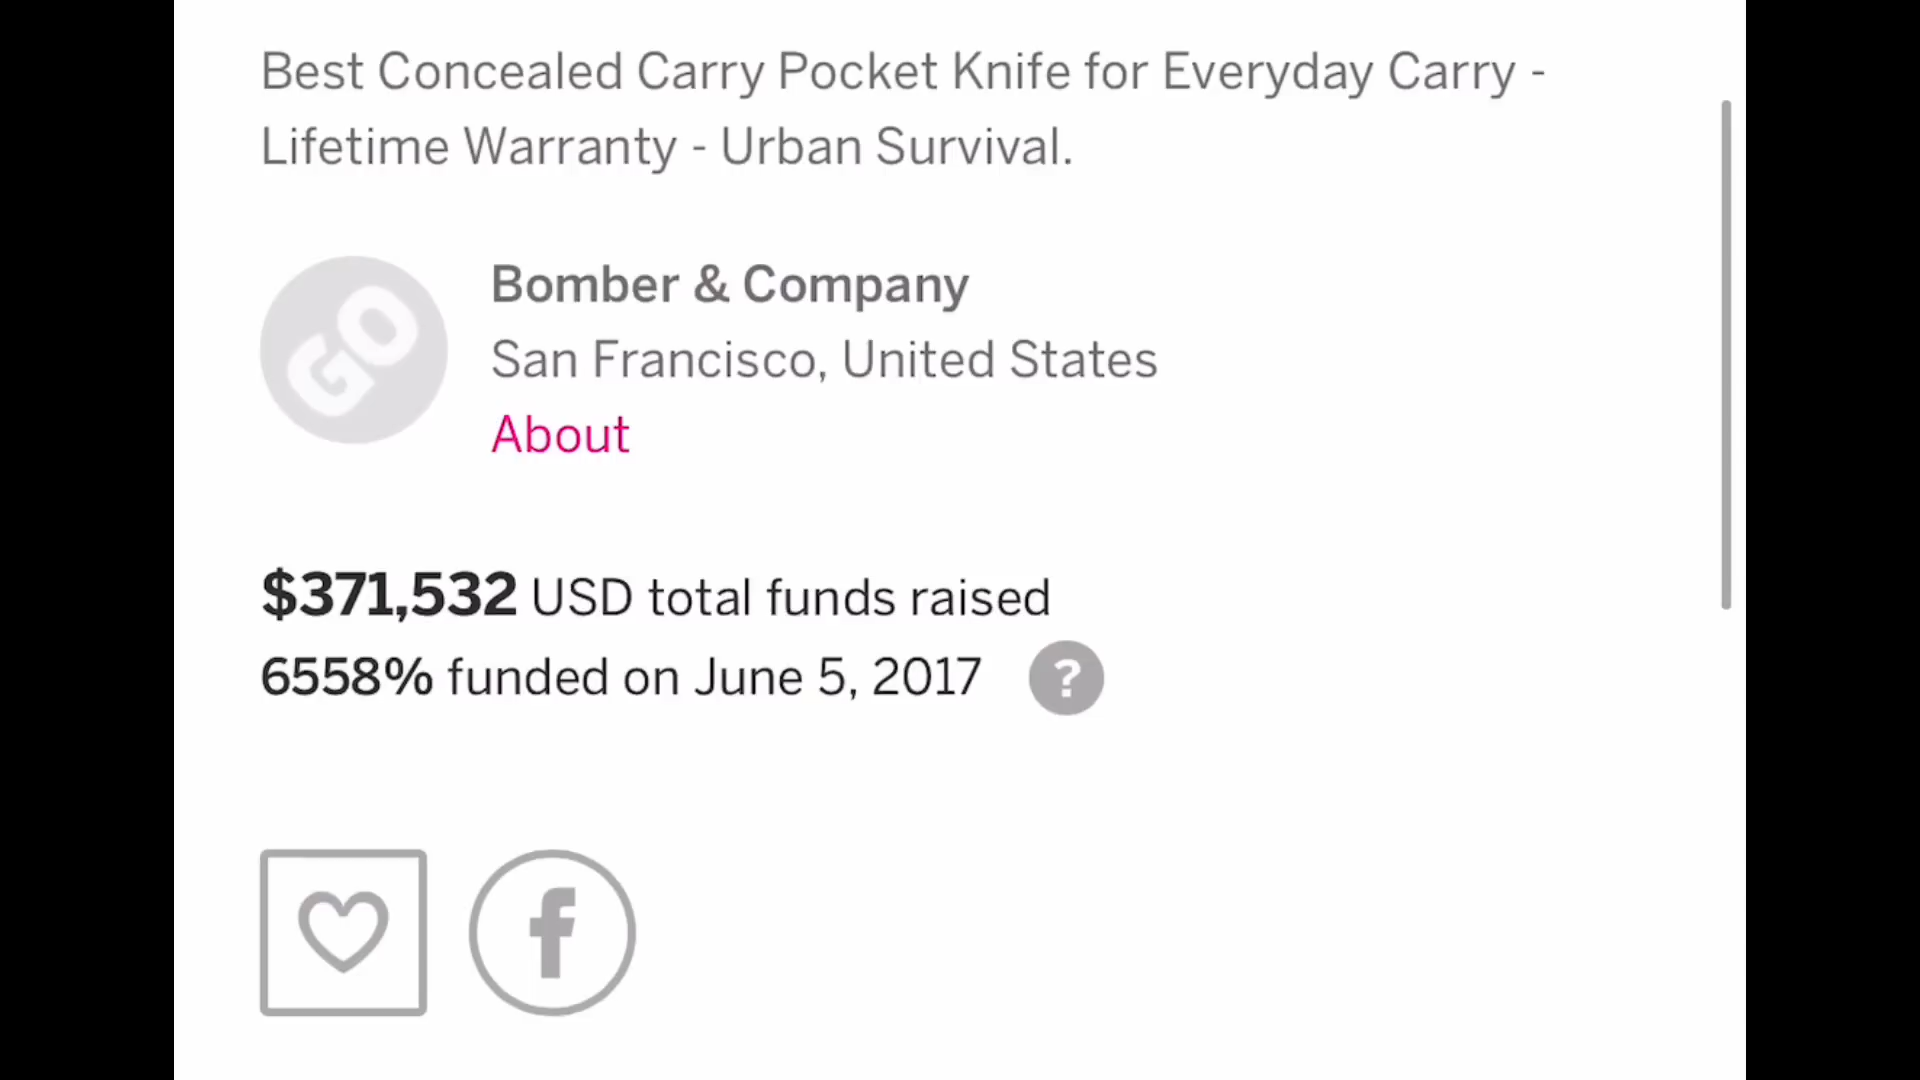 Best Concealed Carry Pocket Knife for Everyday Carry -
Lifetime Warranty - Urban Survival.
GO
Bomber & Company
San Francisco, United States
About
$371,532 USD total funds raised
6558% funded on June 5, 2017 ?
f